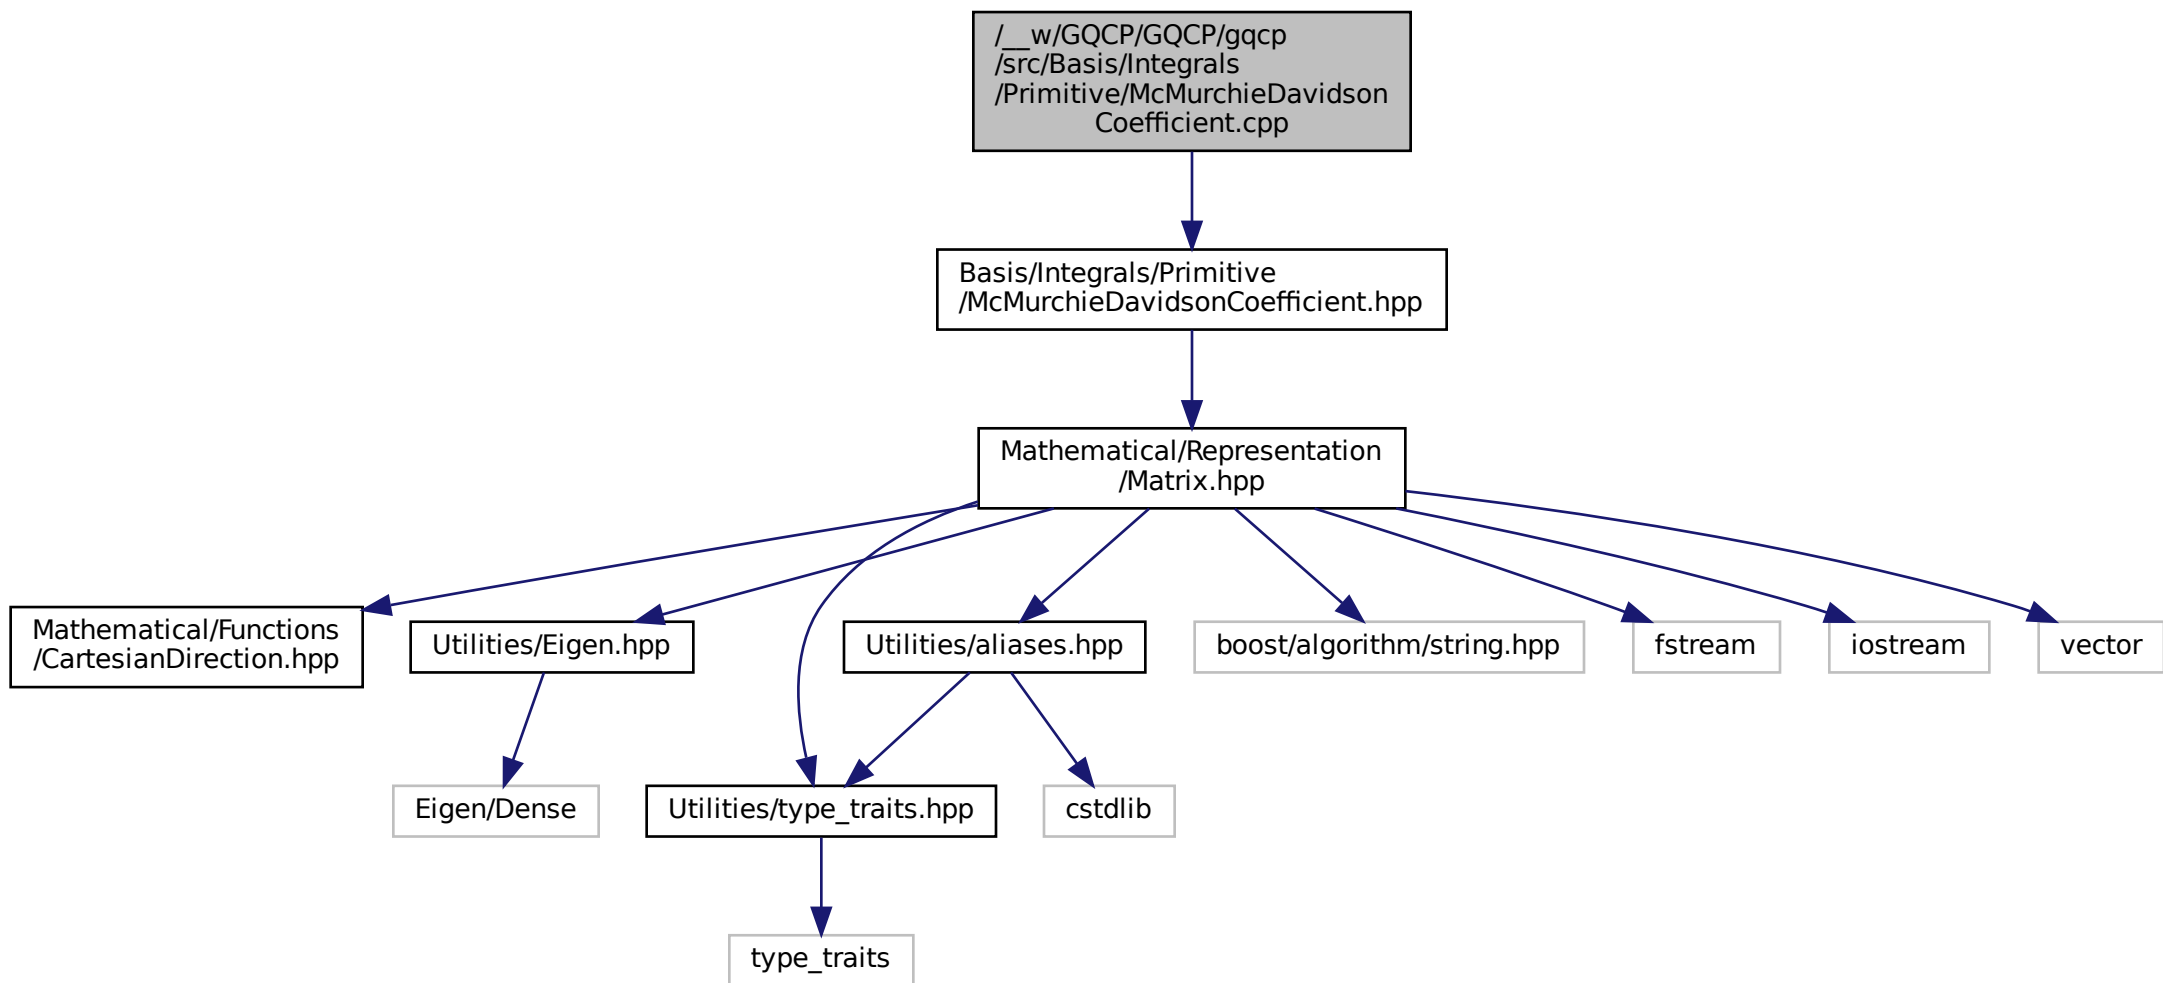 /__w/GQCP/GQCP/gqcp
/src/Basis/Integrals
/Primitive/McMurchieDavidson
Coefficient.cpp
Basis/Integrals/Primitive
/McMurchieDavidsonCoefficient.hpp
Mathematical/Representation
/Matrix.hpp
Mathematical/Functions
/CartesianDirection.hpp
Utilities/Eigen.hpp
Utilities/aliases.hpp
boost/algorithm/string.hpp
fstream
iostream
vector
Eigen/Dense
Utilities/type_traits.hpp
cstdlib
type_traits